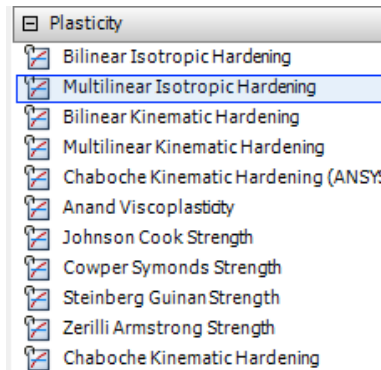 Plasticity
Bilinear Isotropic Hardening
Multilinear Isotropic Hardening
Bilinear Kinematic Hardening
Multilinear Kinematic Hardening
Chaboche Kinematic Hardening (ANSYS
Anand Viscoplasticity
Johnson Cook Strength
Cowper Symonds Strength
Steinberg Guinan Strength
Zerilli Armstrong Strength
Chaboche Kinematic Hardening